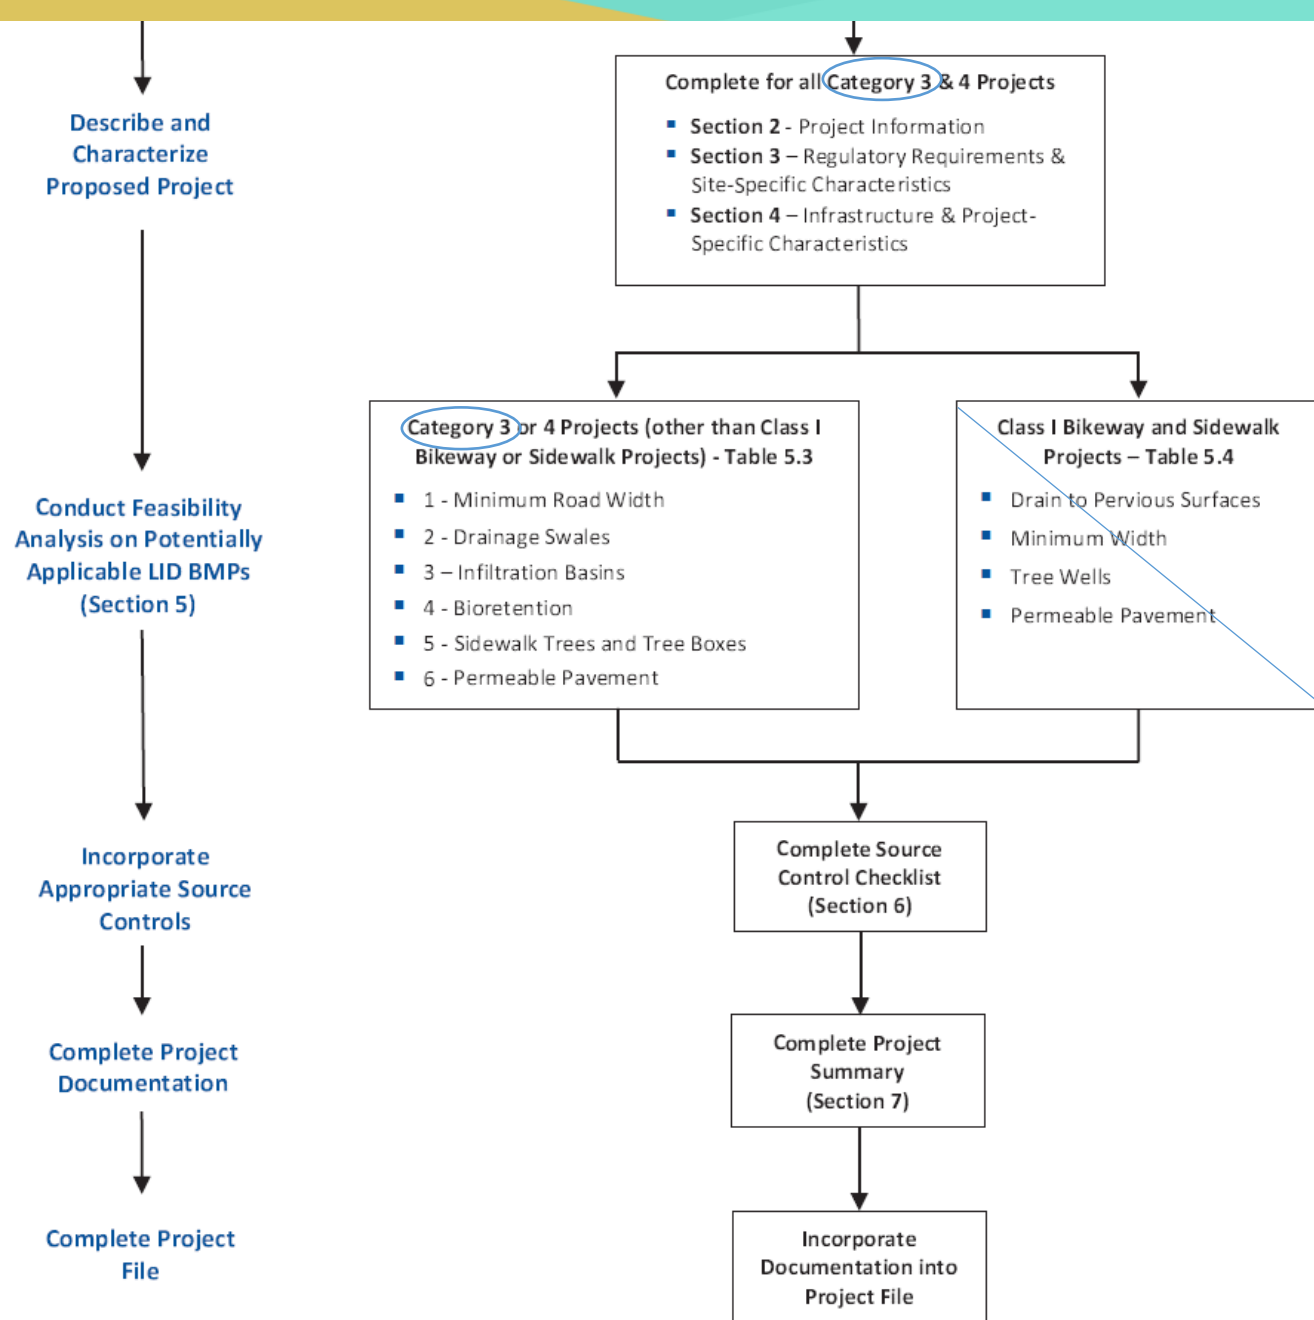 Describe and
Characterize
Proposed Project
Complete for all Category 3 & 4 Projects
Section 2 - Project Information
Section 3 – Regulatory Requirements &
Site-Specific Characteristics
Section 4 – Infrastructure & Project-
Specific Characteristics
Conduct Feasibility
Analysis on Potentially
Applicable LID BMPs
(Section 5)
Category 3 or 4 Projects (other than Class I
Bikeway or Sidewalk Projects) - Table 5.3
1 - Minimum Road Width
2 - Drainage Swales
3 – Infiltration Basins
4 - Bioretention
5 - Sidewalk Trees and Tree Boxes
6 - Permeable Pavement
Class I Bikeway and Sidewalk
Projects – Table 5.4
Drain to Pervious Surfaces
Minimum Width
Tree Wells
Permeable Pavement
Incorporate
Appropriate Source
Controls
Complete Source
Control Checklist
(Section 6)
Complete Project
Documentation
Complete Project
Summary
(Section 7)
Complete Project
File
Incorporate
Documentation into
Project File